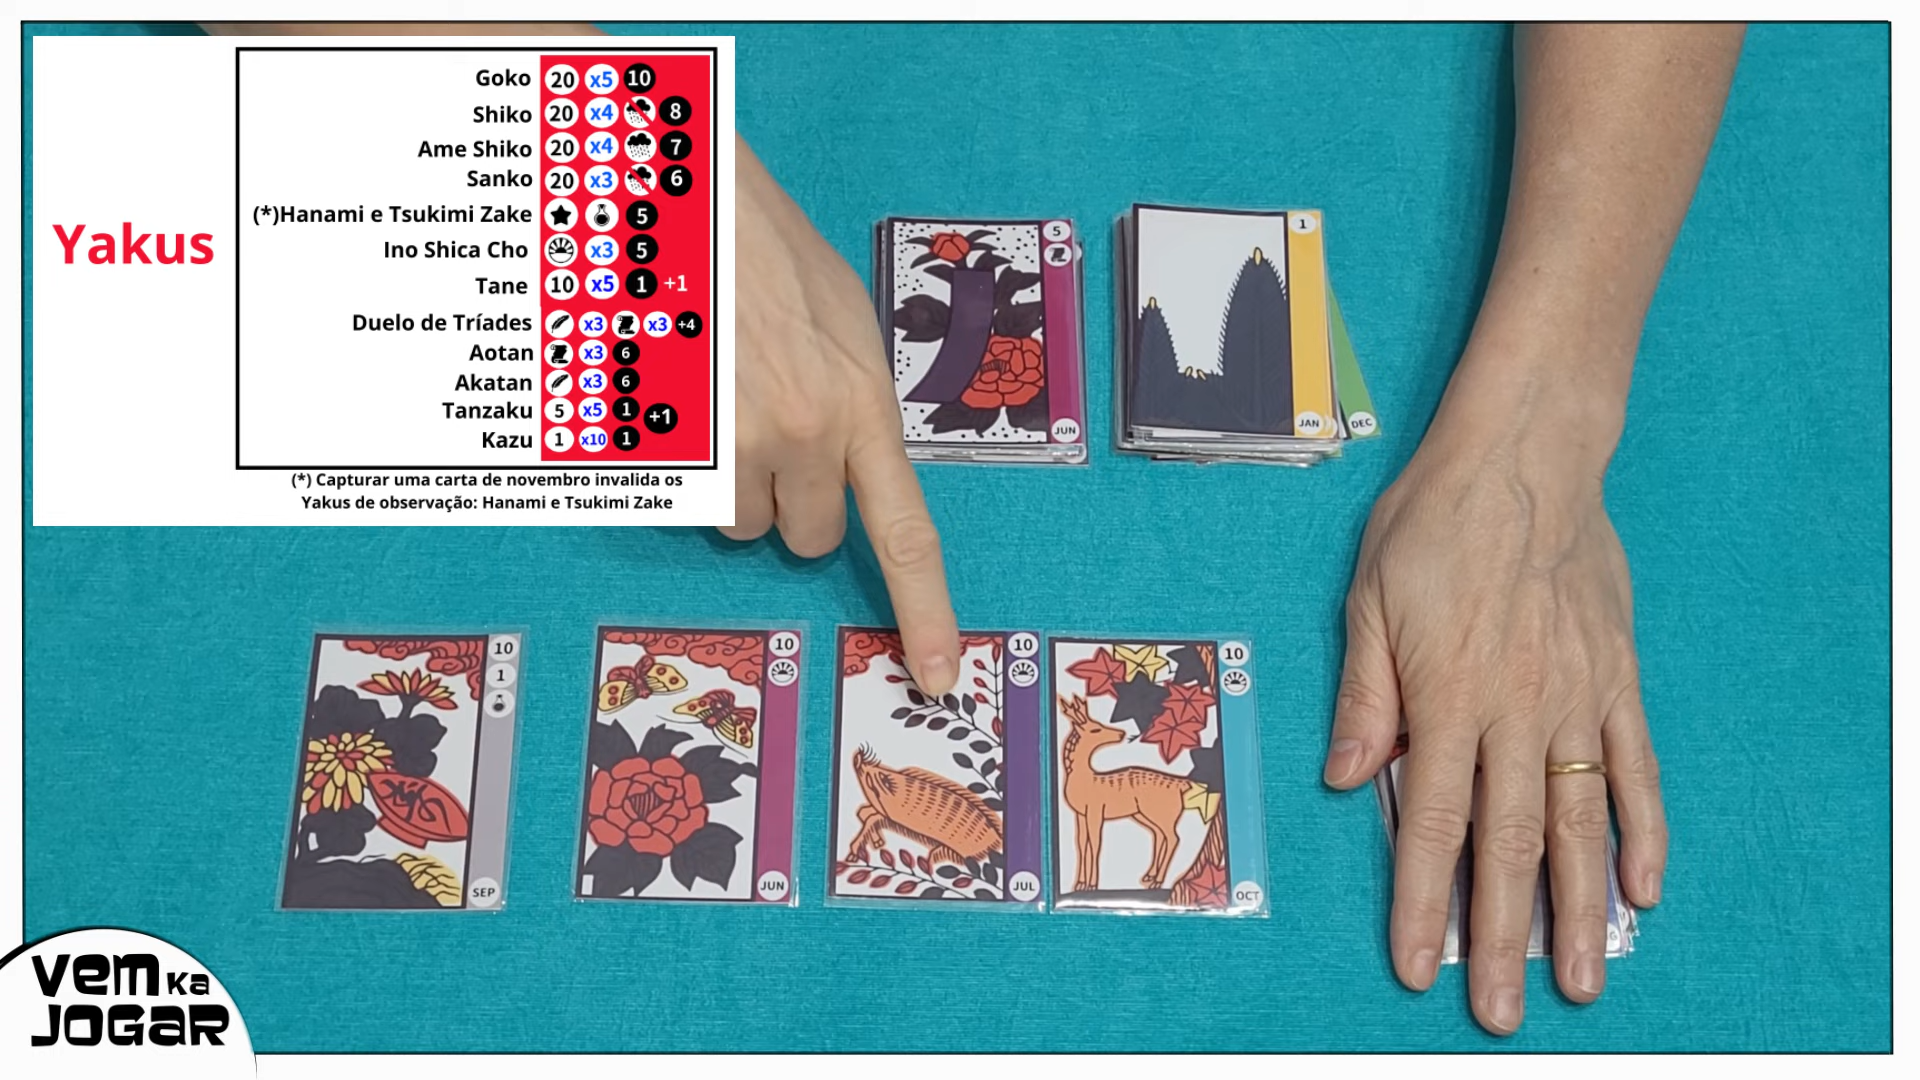 Yakus
Goko 20 x5 10
Shiko 20 x4 8
Ame Shiko 20 x4 7
Sanko 20 x3 6
(*)Hanami e Tsukimi Zake 5
Ino Shica Cho x3 5
Tane 10 x5 1 +1
Duelo de Tríades x3 x3 +4
Aotan x3 6
Akatan x3 6
Tanzaku 5 x5 1 +1
Kazu 1 x10 1
(*) Capturar uma carta de novembro invalida os
Yakus de observação: Hanami e Tsukimi Zake
5
JUN
1
JAN
DEC
10
1
SEP
10
JUN
10
JUL
10
OCT
vem ka
JOGAR